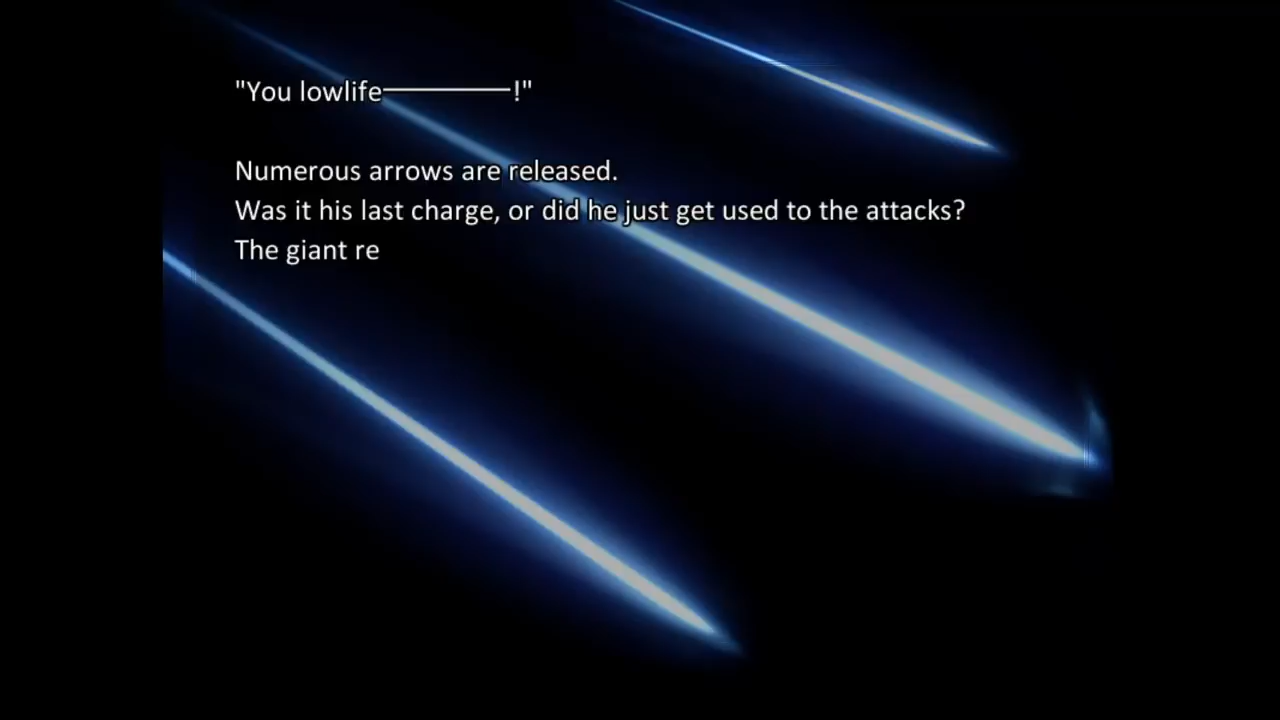 "You lowlife————!"
Numerous arrows are released.
Was it his last charge, or did he just get used to the attacks?
The giant re